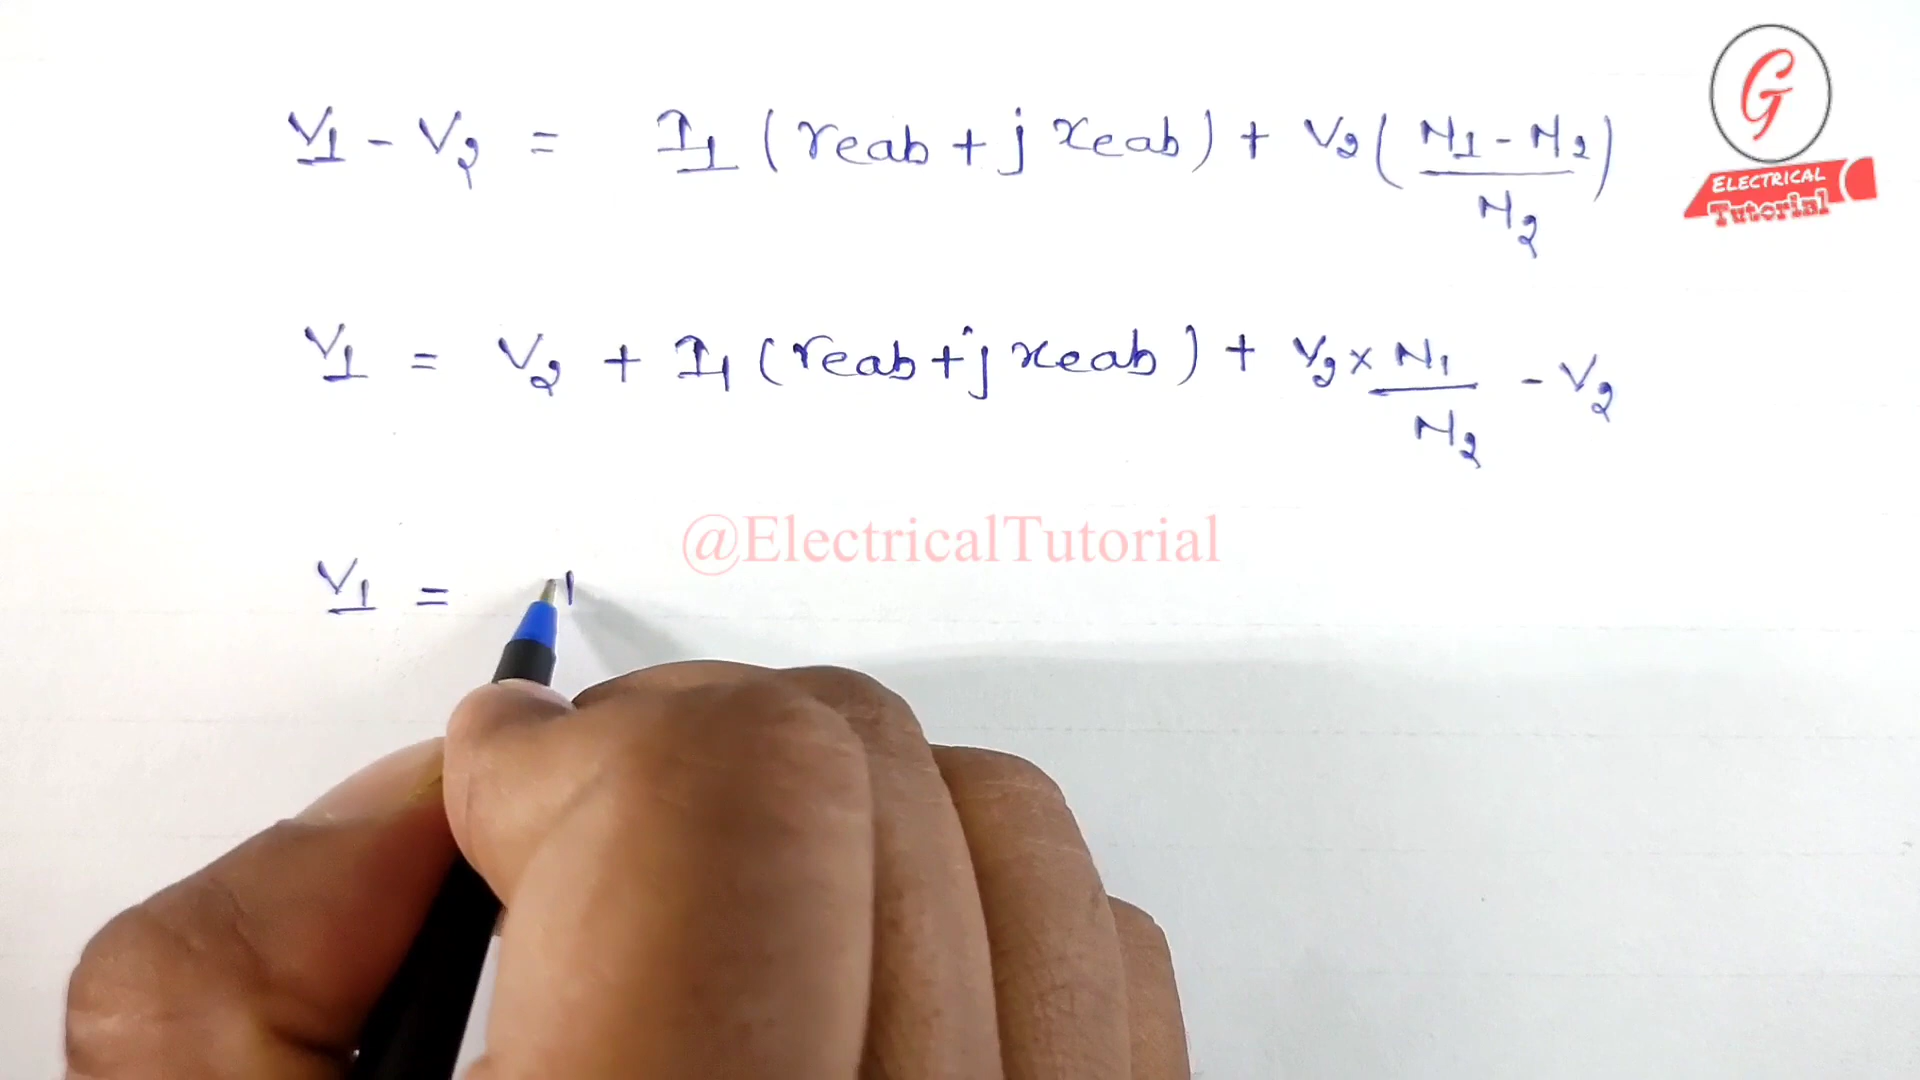 V1 - V2 = I1 (reab + j xeab) + V2 (N1 - N2 / N2)
G
ELECTRICAL
Tutorial
V1 = V2 + I1 (reab + j xeab) + V2 × N1 / N2 - V2
@ElectricalTutorial
V1 =